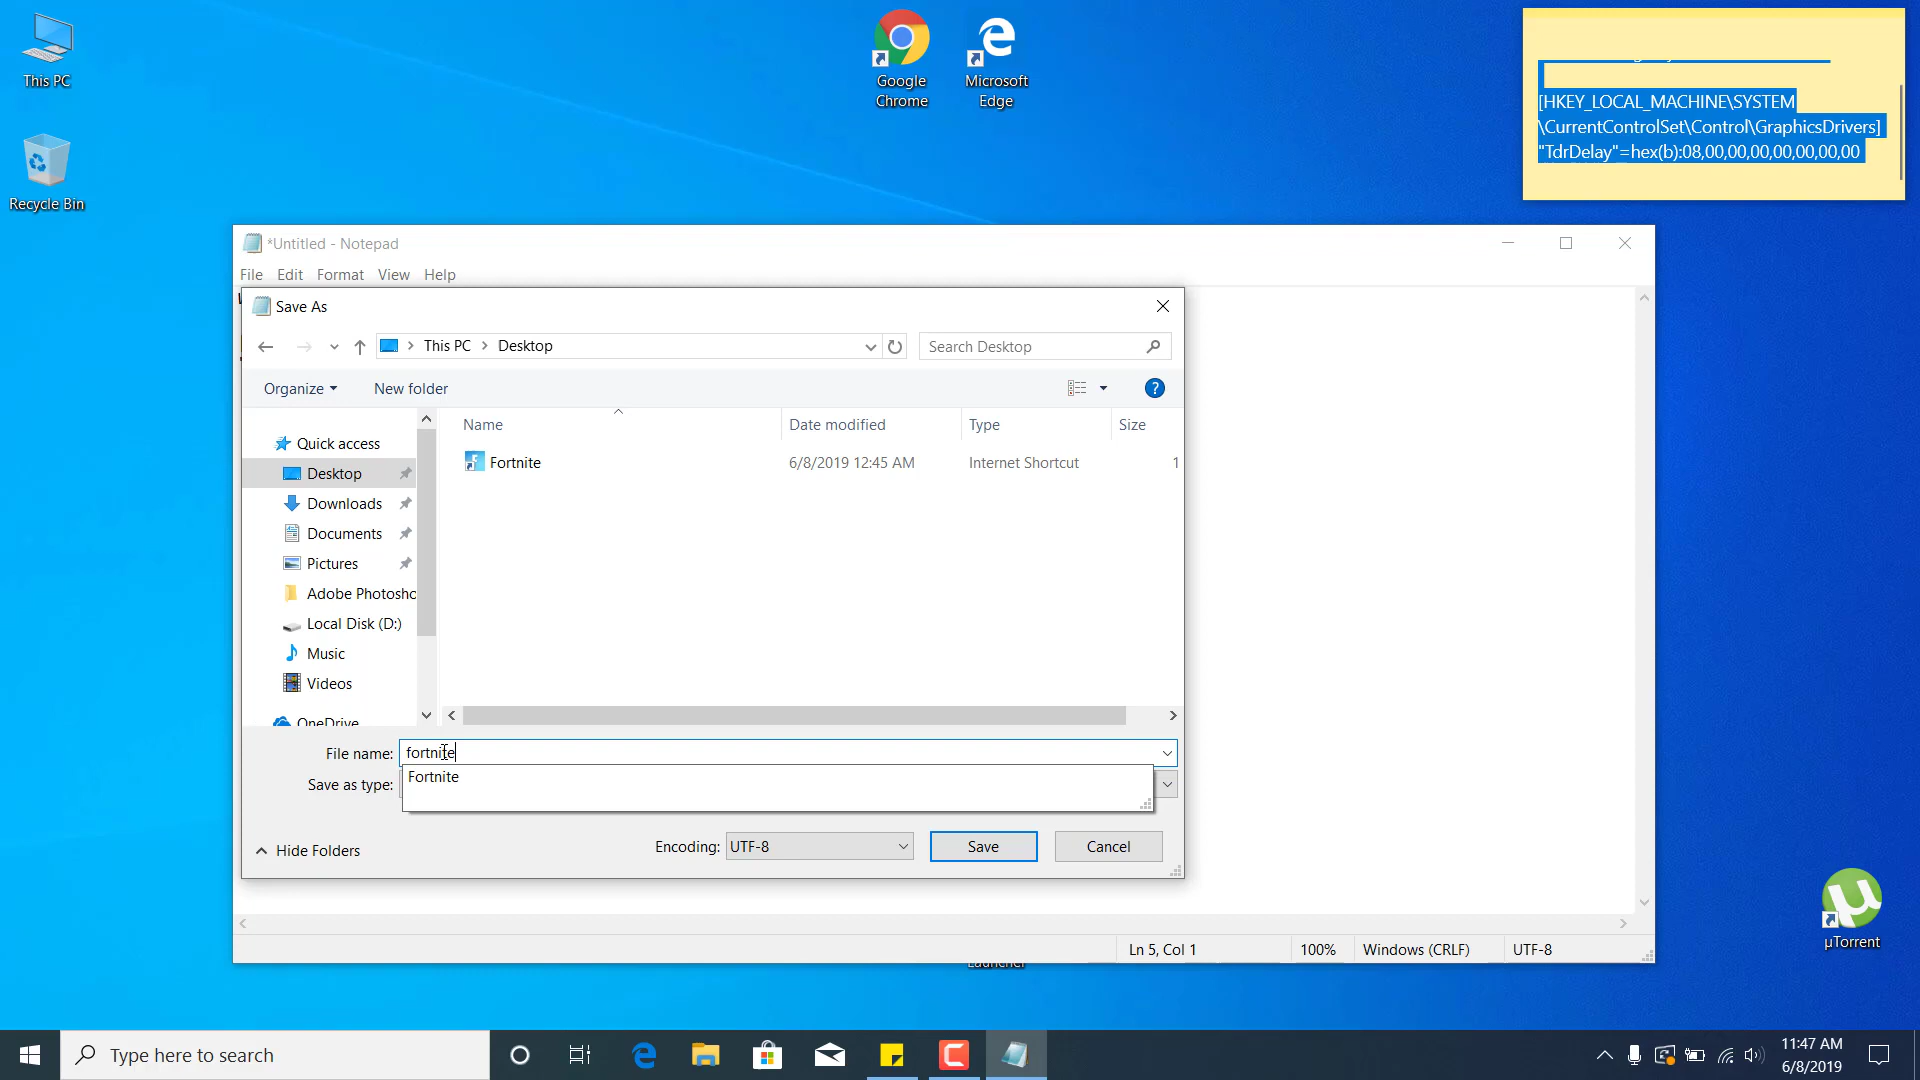 This PC
Recycle Bin
Google
Chrome
Microsoft
Edge
[HKEY_LOCAL_MACHINE\SYSTEM
\CurrentControlSet\Control\GraphicsDrivers]
"TdrDelay"=hex(b):08,00,00,00,00,00,00,00
*Untitled - Notepad
File Edit Format View Help
Save As
This PC Desktop
Search Desktop
Organize New folder
Name Date modified Type Size
Quick access
Fortnite 6/8/2019 12:45 AM Internet Shortcut 1
Desktop
Downloads
Documents
Pictures
Adobe Photosho
Local Disk (D:)
Music
Videos
OneDrive
File name: fortnite
Fortnite
Save as type:
Hide Folders
Encoding: UTF-8 Save Cancel
Ln 5, Col 1 100% Windows (CRLF) UTF-8
Launcher
µTorrent
Type here to search
11:47 AM
6/8/2019